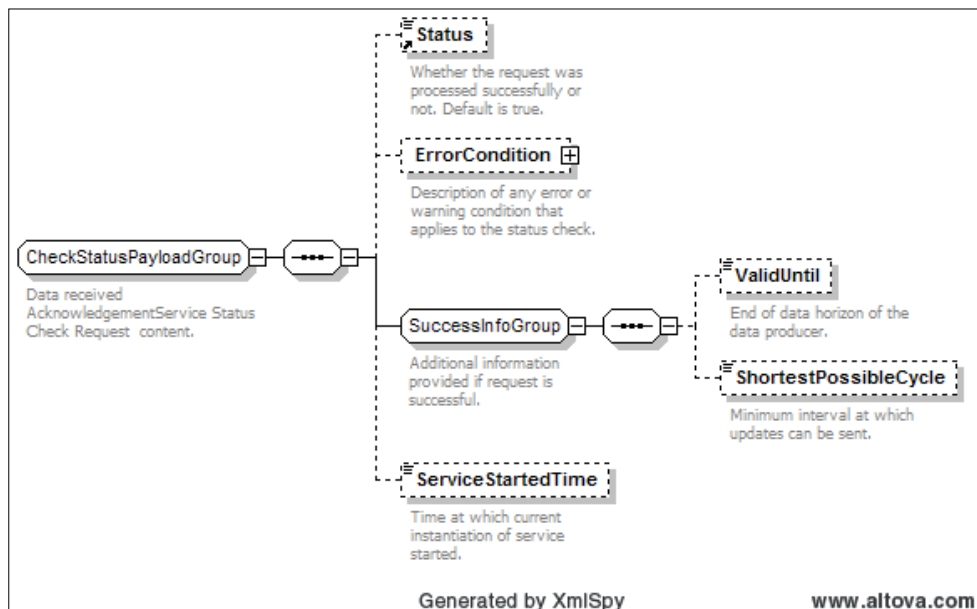 Status
Whether the request was
processed successfully or
not. Default is true.
ErrorCondition
Description of any error or
warning condition that
applies to the status check.
CheckStatusPayloadGroup
Data received
AcknowledgementService Status
Check Request content.
SuccessInfoGroup
Additional information
provided if request is
successful.
ValidUntil
End of data horizon of the
data producer.
ShortestPossibleCycle
Minimum interval at which
updates can be sent.
ServiceStartedTime
Time at which current
instantiation of service
started.
Generated by XmlSpy
www.altova.com